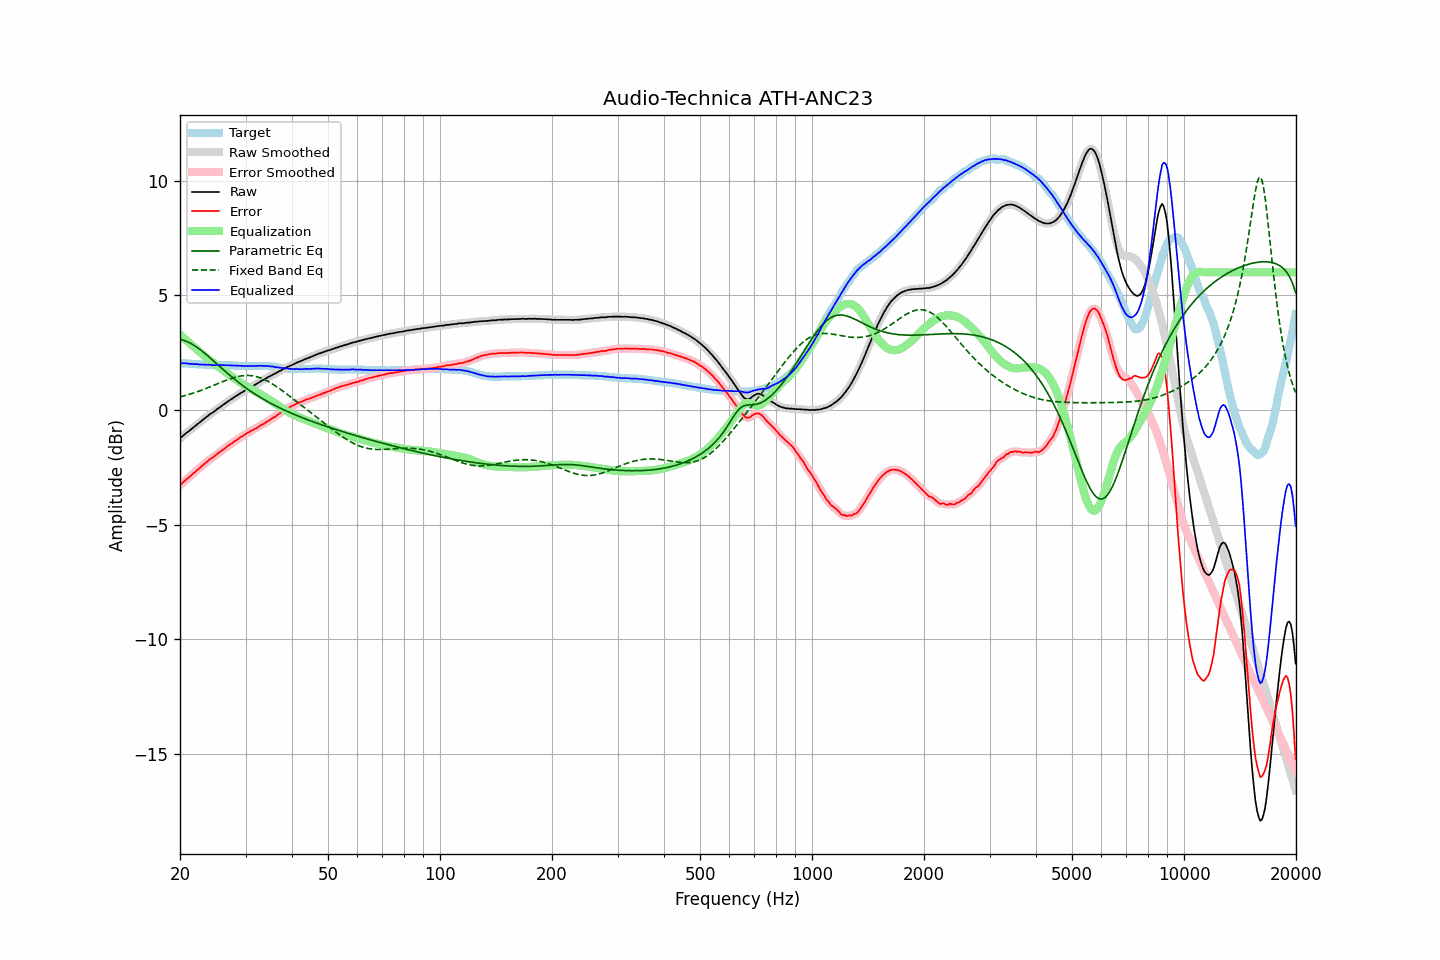 Audio-Technica ATH-ANC23
Target
Raw Smoothed
Error Smoothed
Raw
Error
Equalization
Parametric Eq
Fixed Band Eq
Equalized
Amplitude (dBr)
10
5
0
−5
−10
−15
20 50 100 200 500 1000 2000 5000 10000 20000
Frequency (Hz)